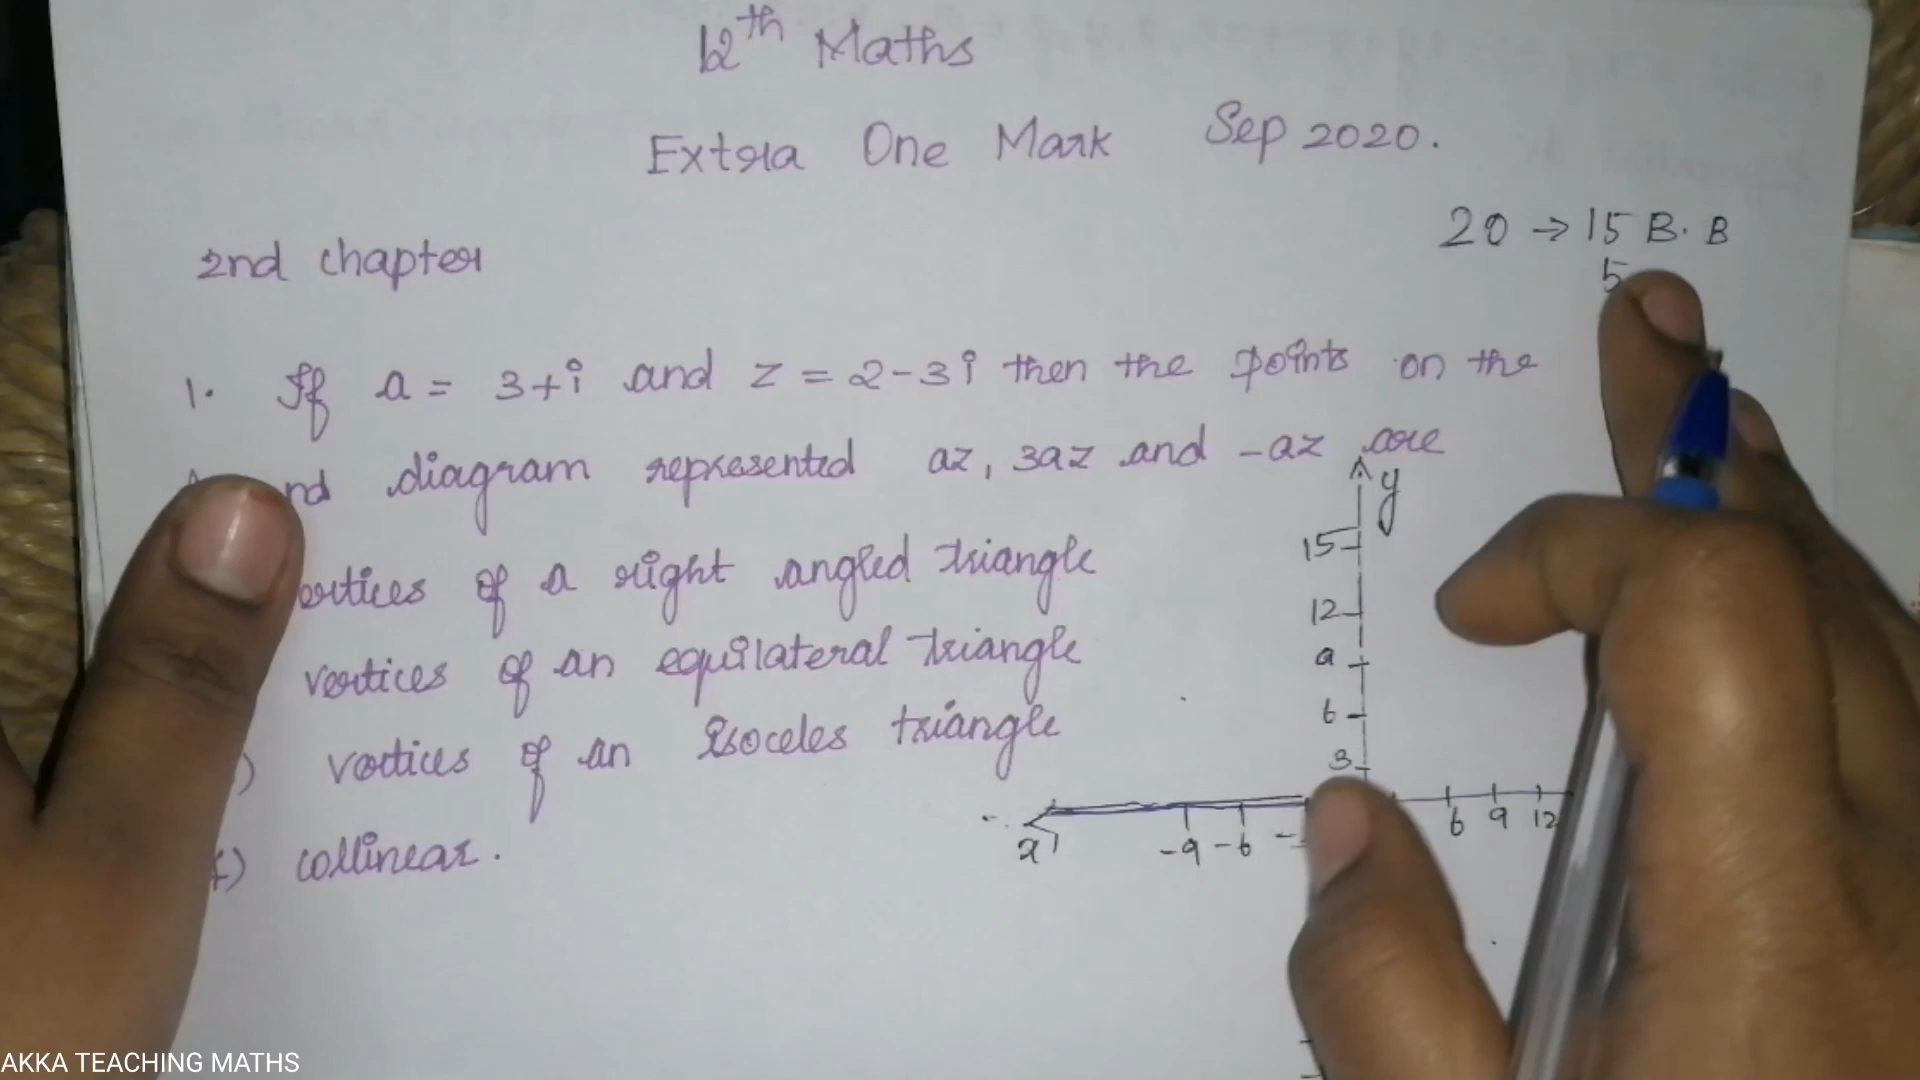 12th Maths
Extra One Mark Sep 2020.
20 → 15 B.B
5
2nd chapter
1. If a = 3+i and z = 2-3i then the points on the
nd diagram represented az, 3az and -az are
ertices of a right angled triangle
vertices of an equilateral triangle
) vertices of an isoceles triangle
) collinear.
y
15
12
9
6
3
-9 -6 - 6 9 12
x'
AKKA TEACHING MATHS